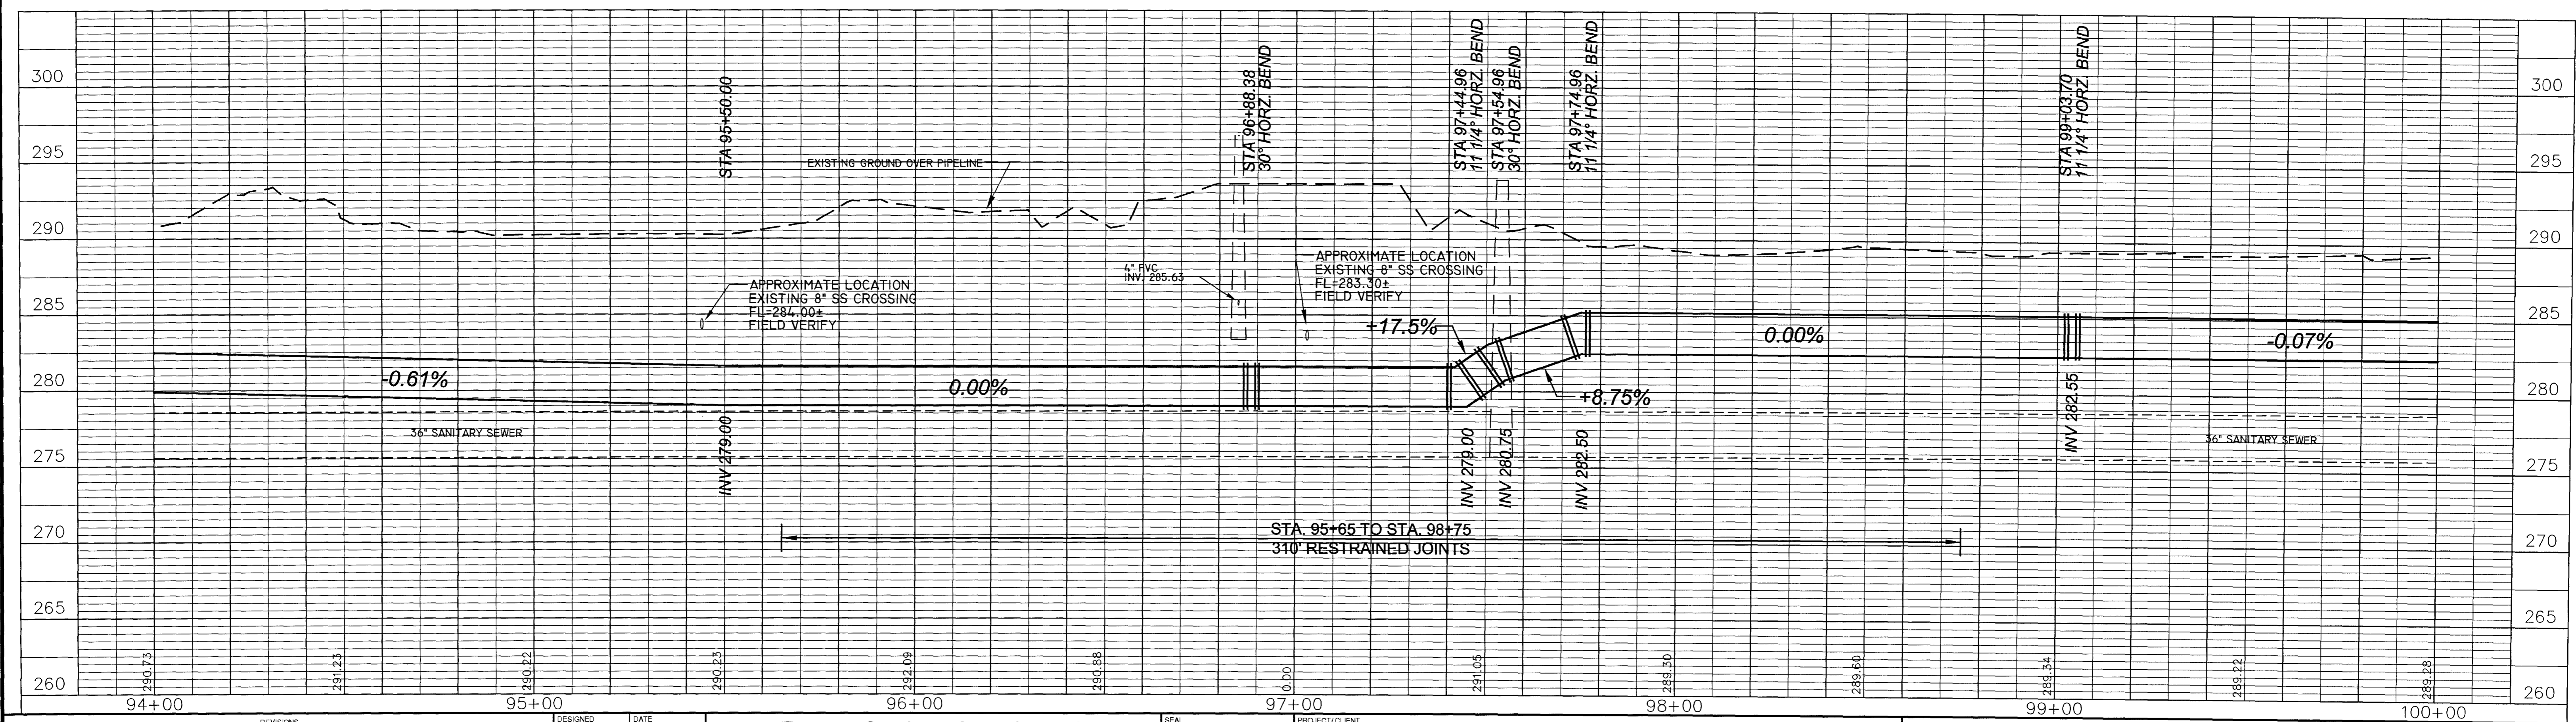 300
295
290
285
280
275
270
265
260
STA 95+50.00
EXISTING GROUND OVER PIPELINE
STA 96+88.38
30° HORZ. BEND
STA 97+44.96
11 1/4° HORZ. BEND
STA 97+54.96
30° HORZ. BEND
STA 97+74.96
11 1/4° HORZ. BEND
STA 99+03.70
11 1/4° HORZ. BEND
300
295
290
285
280
275
270
265
260
APPROXIMATE LOCATION
EXISTING 8" SS CROSSING
FL-284.00±
FIELD VERIFY
4" PVC
INV. 285.63
APPROXIMATE LOCATION
EXISTING 8" SS CROSSING
FL-283.30±
FIELD VERIFY
-0.61%
0.00%
+17.5%
+8.75%
0.00%
-0.07%
36" SANITARY SEWER
36" SANITARY SEWER
INV 279.00
INV 279.00
INV 280.75
INV 282.50
INV 282.55
STA. 95+65 TO STA. 98+75
310' RESTRAINED JOINTS
290.73
291.23
290.22
290.23
292.09
290.88
0.00
291.05
289.30
289.60
289.34
289.22
289.28
94+00
95+00
96+00
97+00
98+00
99+00
100+00
REVISIONS
DESIGNED
DATE
SEAL
PROJECT/CLIENT